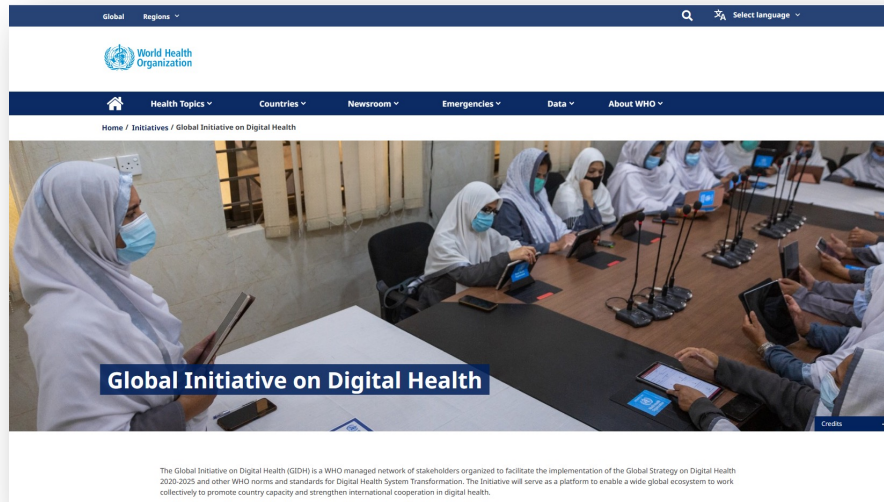 Global Regions
Select language
World Health
Organization
Health Topics Countries Newsroom Emergencies Data About WHO
Home / Initiatives / Global Initiative on Digital Health
Global Initiative on Digital Health
Credits
The Global Initiative on Digital Health (GIDH) is a WHO managed network of stakeholders organized to facilitate the implementation of the Global Strategy on Digital Health
2020-2025 and other WHO norms and standards for Digital Health System Transformation. The Initiative will serve as a platform to enable a wide global ecosystem to work
collectively to promote country capacity and strengthen international cooperation in digital health.